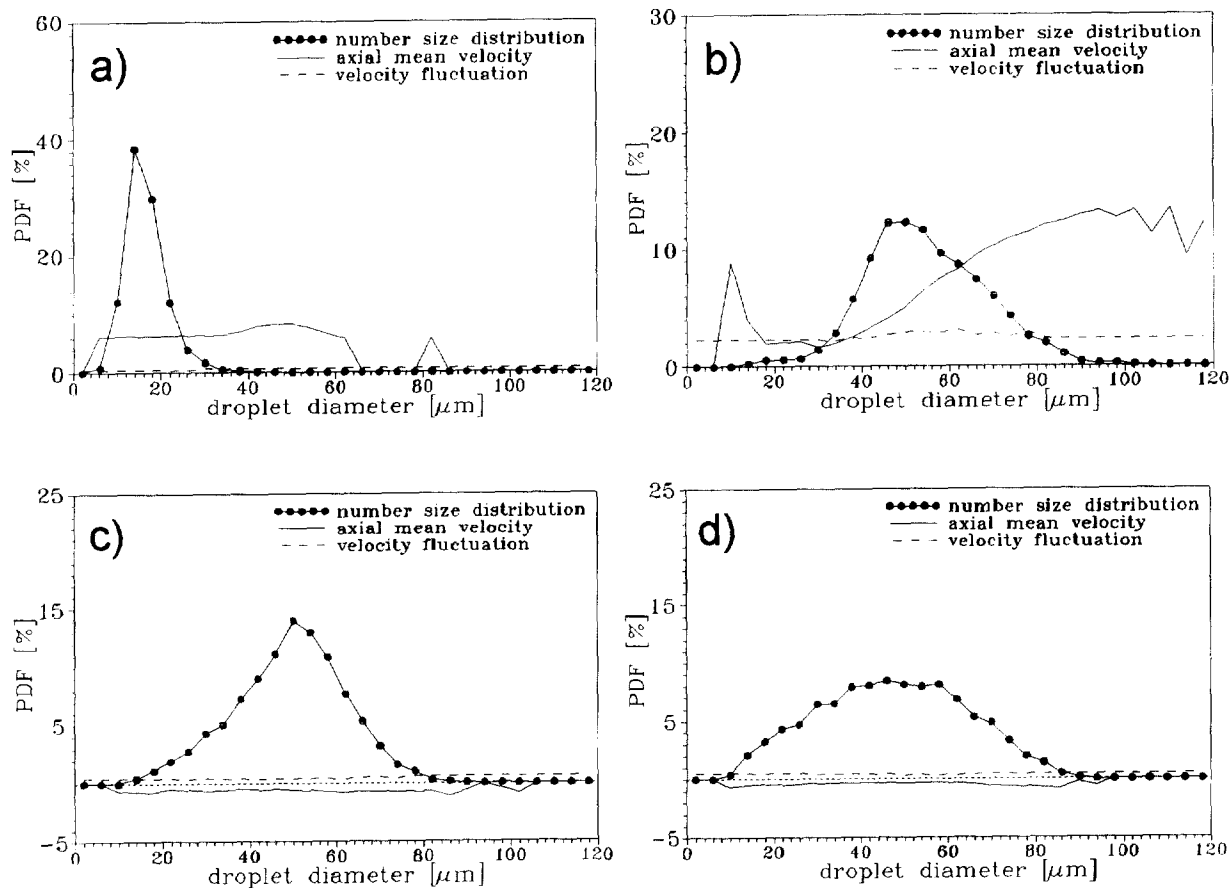 a)
60
40
20
0
PDF [%]
number size distribution
axial mean velocity
velocity fluctuation
0 20 40 60 80 100 120
droplet diameter [μm]
b)
30
20
10
0
PDF [%]
number size distribution
axial mean velocity
velocity fluctuation
0 20 40 60 80 100 120
droplet diameter [μm]
c)
25
15
5
-5
PDF [%]
number size distribution
axial mean velocity
velocity fluctuation
0 20 40 60 80 100 120
droplet diameter [μm]
d)
25
15
5
-5
PDF [%]
number size distribution
axial mean velocity
velocity fluctuation
0 20 40 60 80 100 120
droplet diameter [μm]